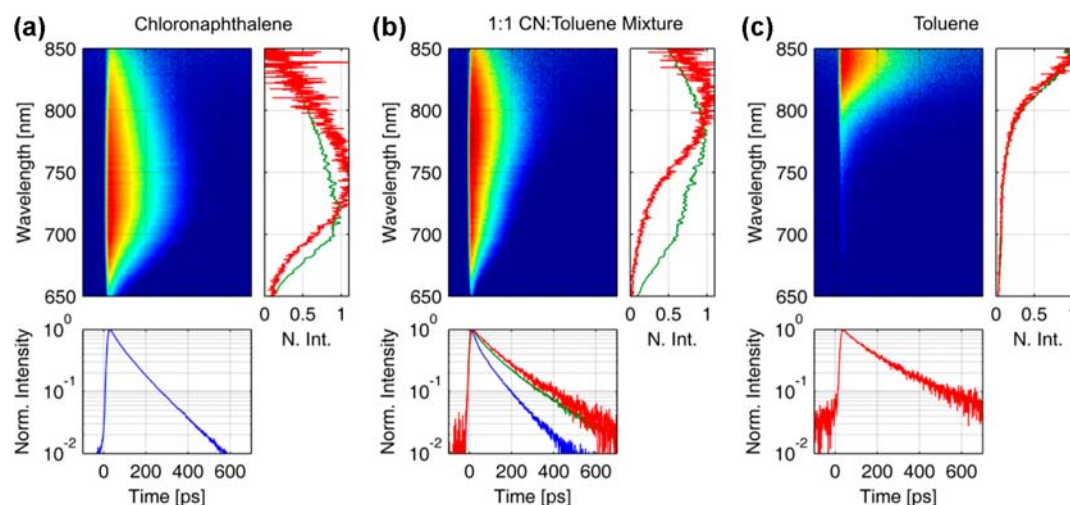 (a) Chloronaphthalene
850
800
750
700
650
Wavelength [nm]
0 0.5 1
N. Int.
10^0
10^-1
10^-2
Norm. Intensity
0 200 400 600
Time [ps]
(b) 1:1 CN:Toluene Mixture
850
800
750
700
650
Wavelength [nm]
0 0.5 1
N. Int.
10^0
10^-1
10^-2
Norm. Intensity
0 200 400 600
Time [ps]
(c) Toluene
850
800
750
700
650
Wavelength [nm]
0 0.5 1
N. Int.
10^0
10^-1
10^-2
Norm. Intensity
0 200 400 600
Time [ps]